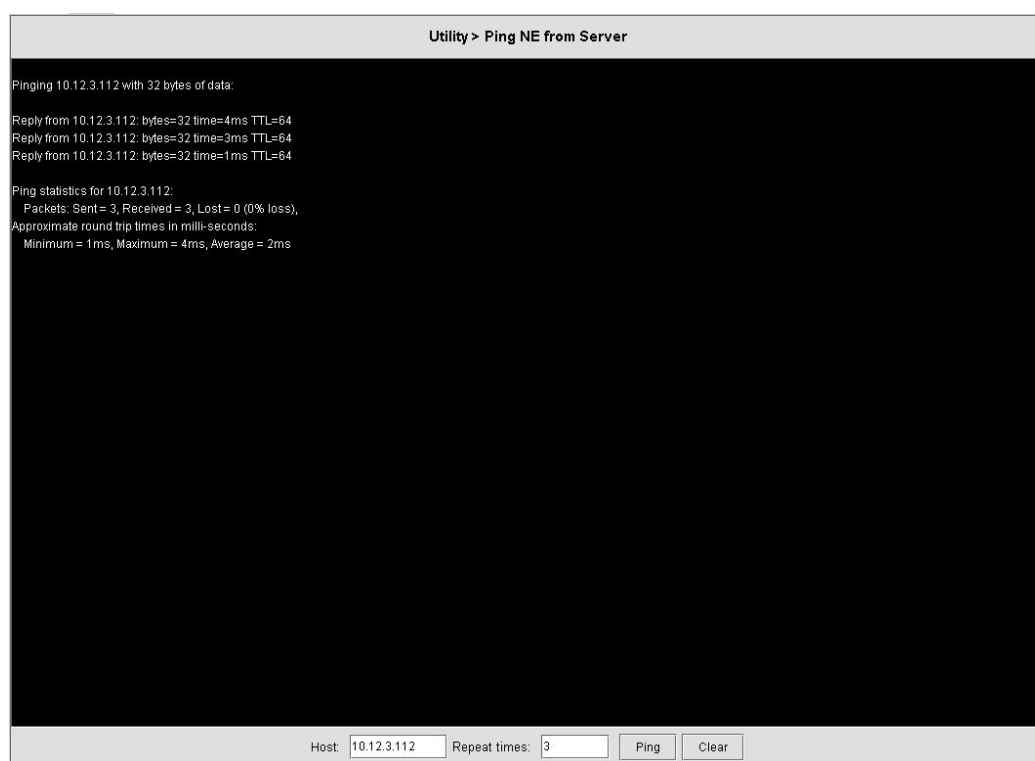 Utility > Ping NE from Server
Pinging 10.12.3.112 with 32 bytes of data:
Reply from 10.12.3.112: bytes=32 time=4ms TTL=64
Reply from 10.12.3.112: bytes=32 time=3ms TTL=64
Reply from 10.12.3.112: bytes=32 time=1ms TTL=64
Ping statistics for 10.12.3.112:
Packets: Sent = 3, Received = 3, Lost = 0 (0% loss),
Approximate round trip times in milli-seconds:
Minimum = 1ms, Maximum = 4ms, Average = 2ms
Host: 10.12.3.112 Repeat times: 3 Ping Clear